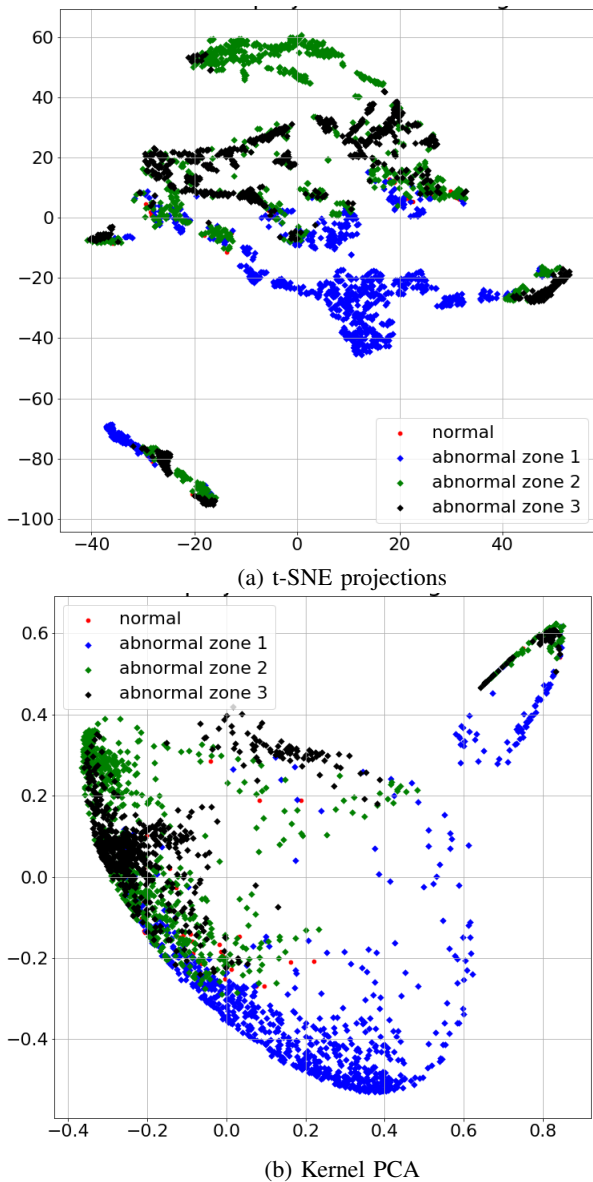 60
40
20
0
−20
−40
−60
−80
−100
normal
abnormal zone 1
abnormal zone 2
abnormal zone 3
−40 −20 0 20 40
(a) t-SNE projections
normal
abnormal zone 1
abnormal zone 2
abnormal zone 3
0.6
0.4
0.2
0.0
−0.2
−0.4
−0.4 −0.2 0.0 0.2 0.4 0.6 0.8
(b) Kernel PCA